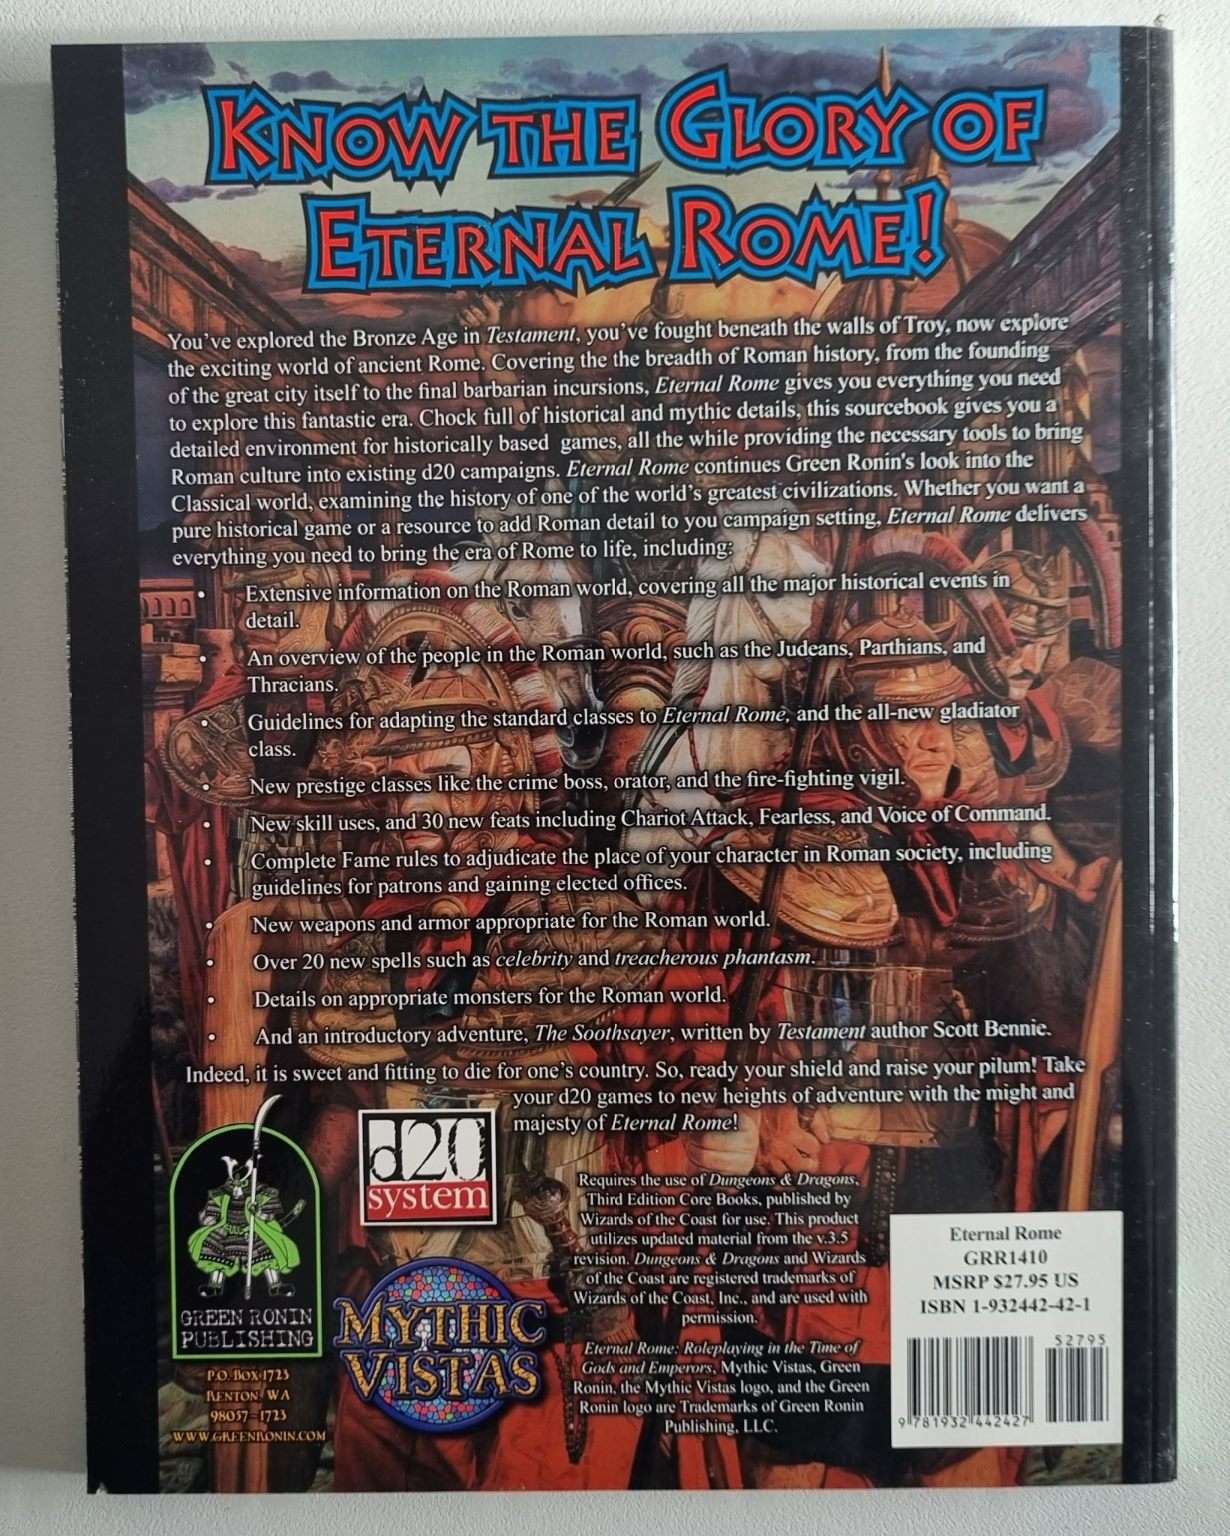 KNOW THE GLORY OF
ETERNAL ROME!
You've explored the Bronze Age in Testament, you've fought beneath the walls of Troy, now explore
the exciting world of ancient Rome. Covering the the breadth of Roman history, from the founding
of the great city itself to the final barbarian incursions, Eternal Rome gives you everything you need
to explore this fantastic era. Chock full of historical and mythic details, this sourcebook gives you a
detailed environment for historically based games, all the while providing the necessary tools to bring
Roman culture into existing d20 campaigns. Eternal Rome continues Green Ronin's look into the
Classical world, examining the history of one of the world's greatest civilizations. Whether you want a
pure historical game or a resource to add Roman detail to you campaign setting, Eternal Rome delivers
everything you need to bring the era of Rome to life, including:
• Extensive information on the Roman world, covering all the major historical events in
detail.
• An overview of the people in the Roman world, such as the Judeans, Parthians, and
Thracians.
• Guidelines for adapting the standard classes to Eternal Rome, and the all-new gladiator
class.
• New prestige classes like the crime boss, orator, and the fire-fighting vigil.
• New skill uses, and 30 new feats including Chariot Attack, Fearless, and Voice of Command.
• Complete Fame rules to adjudicate the place of your character in Roman society, including
guidelines for patrons and gaining elected offices.
• New weapons and armor appropriate for the Roman world.
• Over 20 new spells such as celebrity and treacherous phantasm.
• Details on appropriate monsters for the Roman world.
• And an introductory adventure, The Soothsayer, written by Testament author Scott Bennie.
Indeed, it is sweet and fitting to die for one's country. So, ready your shield and raise your pilum! Take
your d20 games to new heights of adventure with the might and
majesty of Eternal Rome!
GREEN RONIN
PUBLISHING
P.O. BOX 1723
RENTON, WA
98057-1723
WWW.GREENRONIN.COM
d20
system
MYTHIC
VISTAS
Requires the use of Dungeons & Dragons,
Third Edition Core Books, published by
Wizards of the Coast for use. This product
utilizes updated material from the v.3.5
revision. Dungeons & Dragons and Wizards
of the Coast are registered trademarks of
Wizards of the Coast, Inc., and are used with
permission.
Eternal Rome: Roleplaying in the Time of
Gods and Emperors, Mythic Vistas, Green
Ronin, the Mythic Vistas logo, and the Green
Ronin logo are Trademarks of Green Ronin
Publishing, LLC.
Eternal Rome
GRR1410
MSRP $27.95 US
ISBN 1-932442-42-1
52795
9 781932 442427